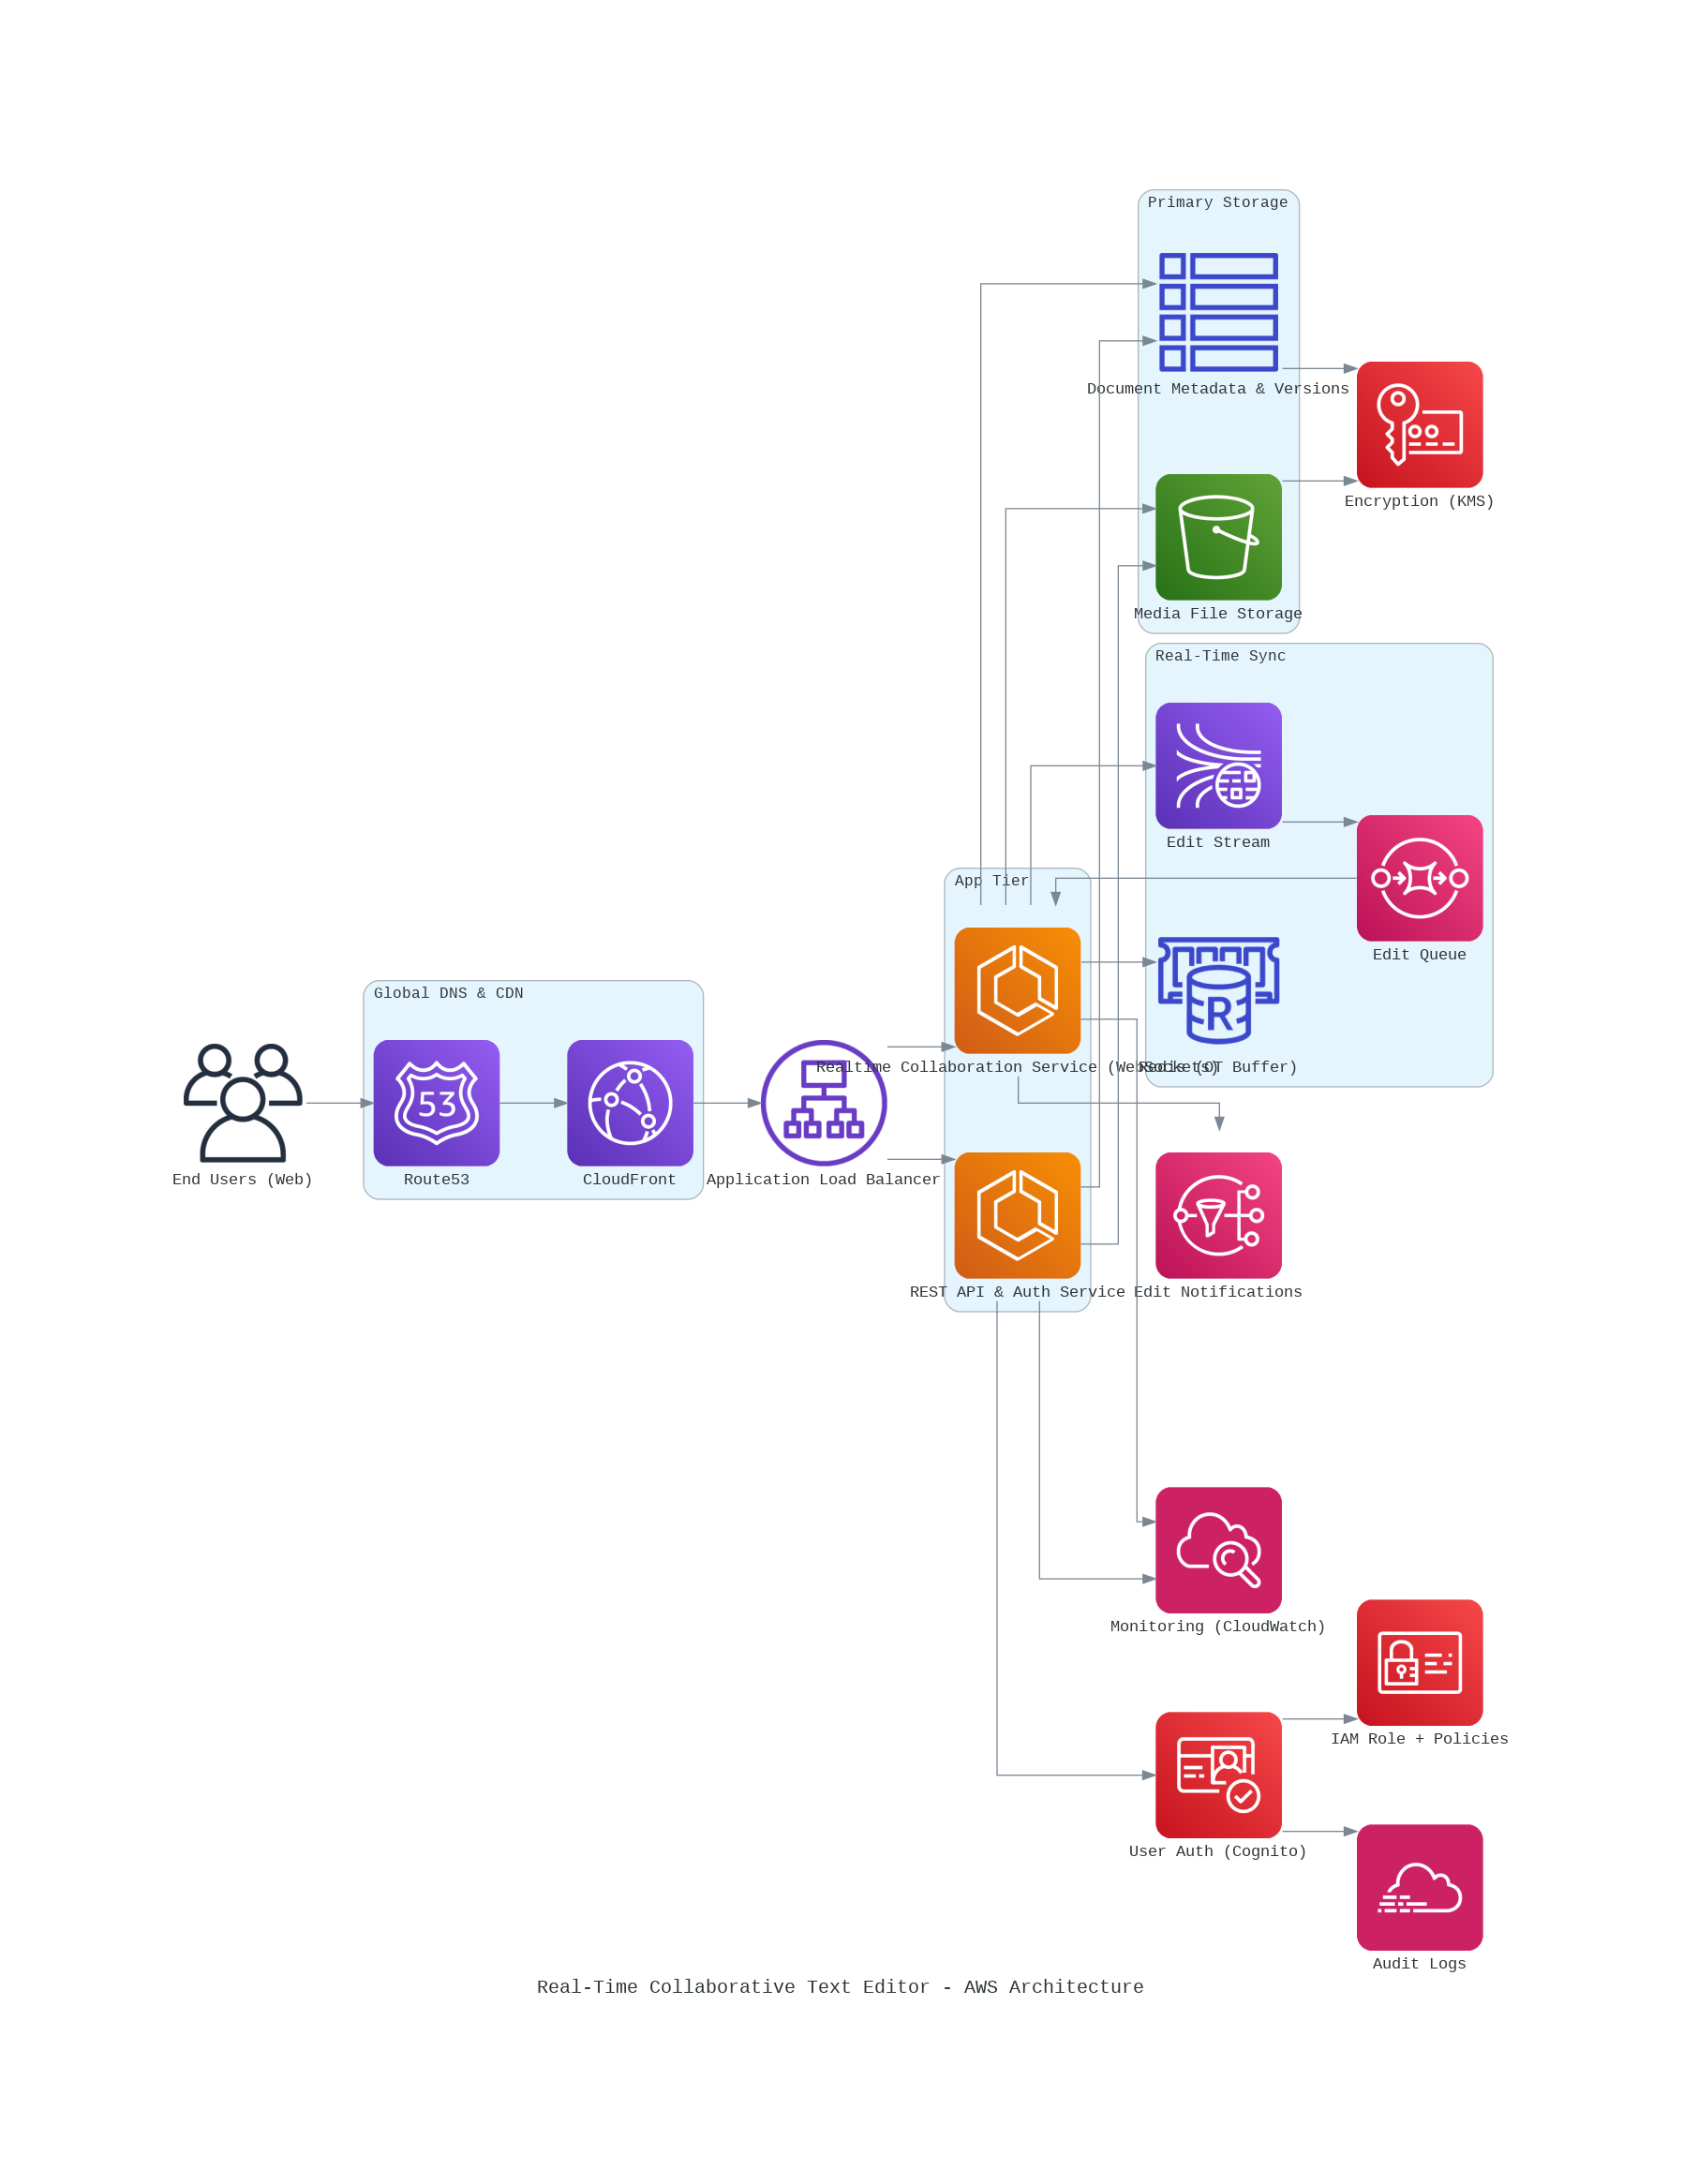 Primary Storage
Document Metadata & Versions
Encryption (KMS)
Media File Storage
Real-Time Sync
Edit Stream
App Tier
Edit Queue
Global DNS & CDN
R
Realtime Collaboration Service (WebSockets)
Redis (OT Buffer)
53
End Users (Web)
Route53
CloudFront
Application Load Balancer
REST API & Auth Service
Edit Notifications
Monitoring (CloudWatch)
IAM Role + Policies
User Auth (Cognito)
Audit Logs
Real-Time Collaborative Text Editor - AWS Architecture